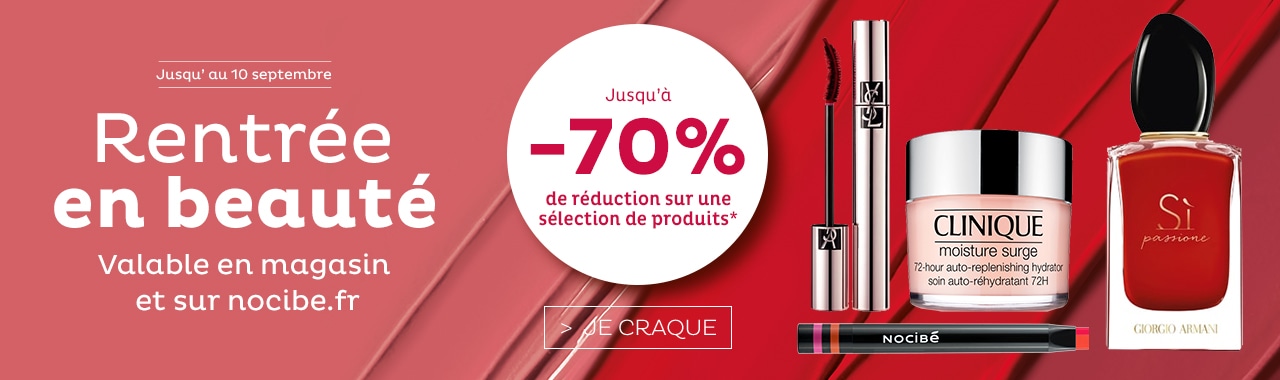 Jusqu' au 10 septembre
Rentrée
en beauté
Valable en magasin
et sur nocibe.fr
Jusqu'à
-70%
de réduction sur une
sélection de produits*
> JE CRAQUE
YSL
CLINIQUE
moisture surge
72-hour auto-replenishing hydrator
soin auto-réhydratant 72H
NOCIBÉ
Sì
passione
GIORGIO ARMANI